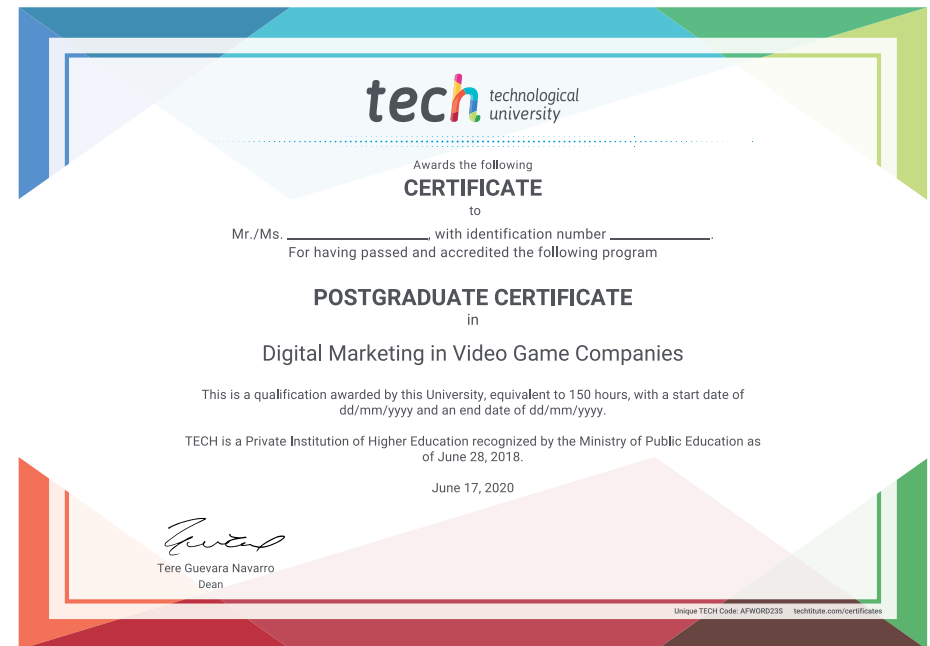 tech technological
university
Awards the following
CERTIFICATE
to
Mr./Ms. ____________________, with identification number ______________.
For having passed and accredited the following program
POSTGRADUATE CERTIFICATE
in
Digital Marketing in Video Game Companies
This is a qualification awarded by this University, equivalent to 150 hours, with a start date of
dd/mm/yyyy and an end date of dd/mm/yyyy.
TECH is a Private Institution of Higher Education recognized by the Ministry of Public Education as
of June 28, 2018.
June 17, 2020
Tere Guevara Navarro
Dean
Unique TECH Code: AFWORD23S techtitute.com/certificates